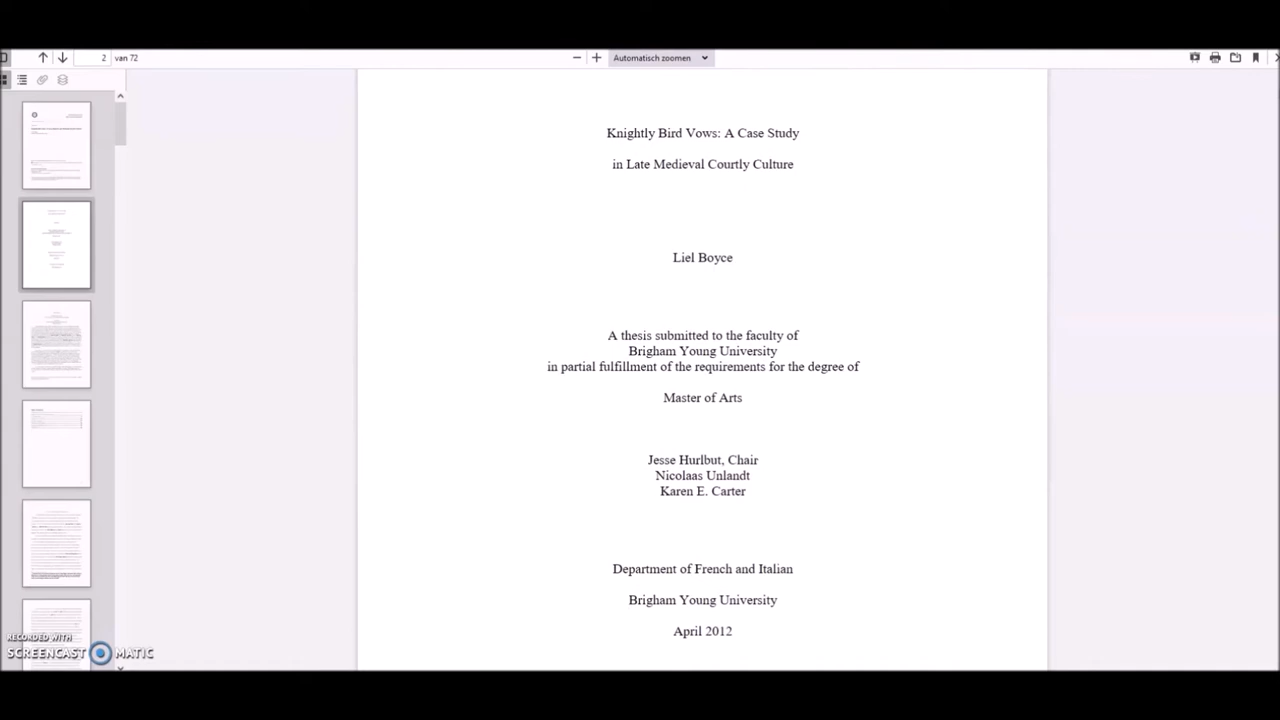 2 van 72
Automatisch zoomen
Knightly Bird Vows: A Case Study
in Late Medieval Courtly Culture
Liel Boyce
A thesis submitted to the faculty of
Brigham Young University
in partial fulfillment of the requirements for the degree of
Master of Arts
Jesse Hurlbut, Chair
Nicolaas Unlandt
Karen E. Carter
Department of French and Italian
Brigham Young University
April 2012
RECORDED WITH
SCREENCAST MATIC